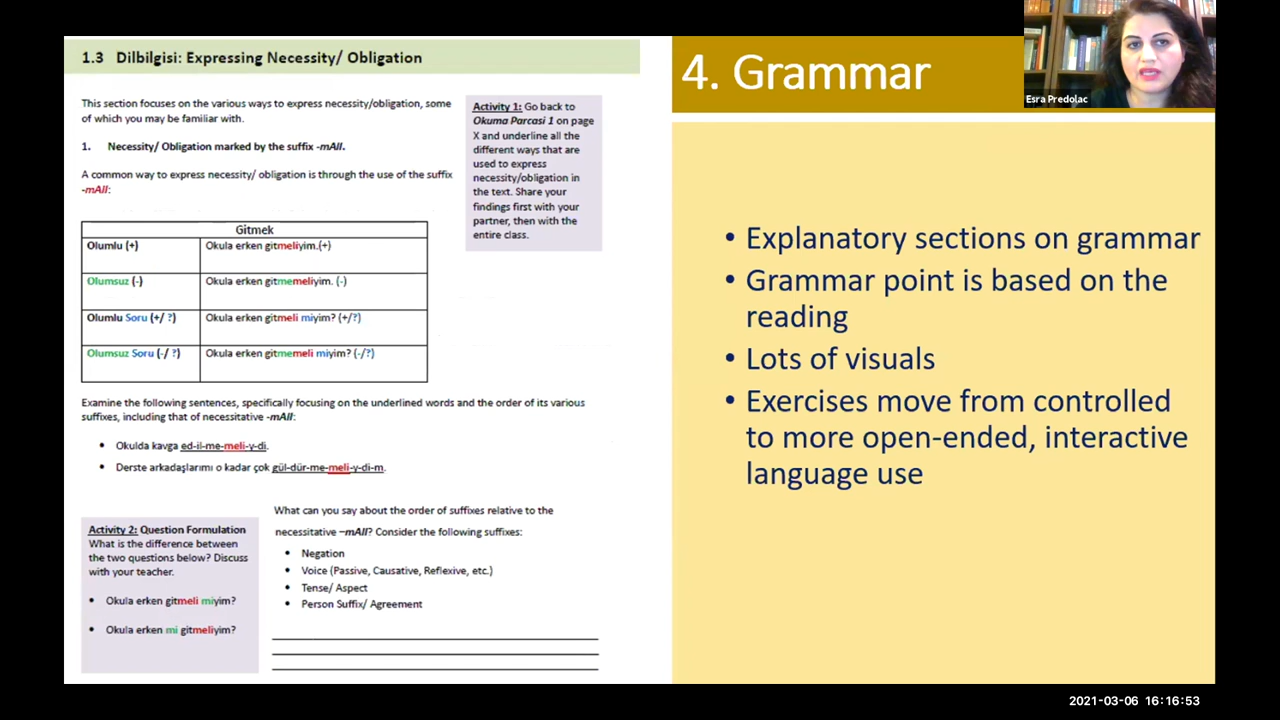 1.3 Dilbilgisi: Expressing Necessity/ Obligation
This section focuses on the various ways to express necessity/obligation, some
of which you may be familiar with.
1. Necessity/ Obligation marked by the suffix -mAlI.
A common way to express necessity/ obligation is through the use of the suffix
-mAlI:
Activity 1: Go back to
Okuma Parcasi 1 on page
X and underline all the
different ways that are
used to express
necessity/obligation in
the text. Share your
findings first with your
partner, then with the
entire class.
Gitmek
Olumlu (+) Okula erken gitmeliyim.(+)
Olumsuz (-) Okula erken gitmemeliyim. (-)
Olumlu Soru (+/ ?) Okula erken gitmeli miyim? (+/?)
Olumsuz Soru (-/ ?) Okula erken gitmemeli miyim? (-/?)
Examine the following sentences, specifically focusing on the underlined words and the order of its various
suffixes, including that of necessitative -mAlI:
• Okulda kavga ed-il-me-meli-y-di.
• Derste arkadaşlarımı o kadar çok gül-dür-me-meli-y-di-m.
Activity 2: Question Formulation
What is the difference between
the two questions below? Discuss
with your teacher.
• Okula erken gitmeli miyim?
• Okula erken mi gitmeliyim?
What can you say about the order of suffixes relative to the
necessitative –mAlI? Consider the following suffixes:
• Negation
• Voice (Passive, Causative, Reflexive, etc.)
• Tense/ Aspect
• Person Suffix/ Agreement
4. Grammar
• Explanatory sections on grammar
• Grammar point is based on the
reading
• Lots of visuals
• Exercises move from controlled
to more open-ended, interactive
language use
Esra Predolac
2021-03-06 16:16:53